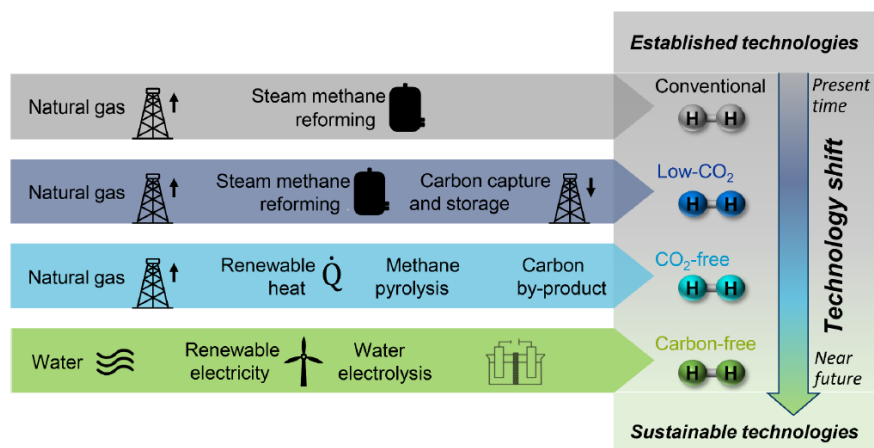 Established technologies
Natural gas
Steam methane
reforming
Conventional
H H
Present
time
Natural gas
Steam methane
reforming
Carbon capture
and storage
Low-CO₂
H H
Technology shift
Natural gas
Renewable
heat
Q̇
Methane
pyrolysis
Carbon
by-product
CO₂-free
H H
Water
Renewable
electricity
Water
electrolysis
Carbon-free
H H
Near
future
Sustainable technologies